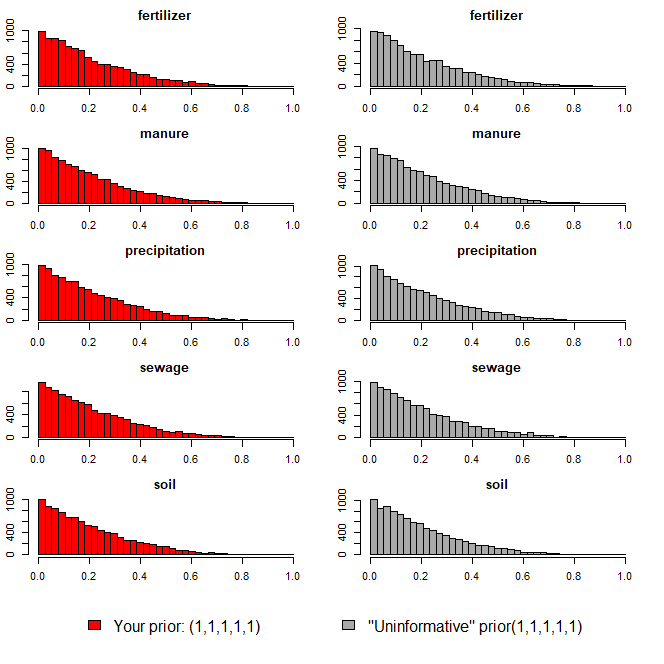 fertilizer fertilizer
0 400 1000 0 400 1000
0.0 0.2 0.4 0.6 0.8 1.0 0.0 0.2 0.4 0.6 0.8 1.0
manure manure
0 400 1000 0 400 1000
0.0 0.2 0.4 0.6 0.8 1.0 0.0 0.2 0.4 0.6 0.8 1.0
precipitation precipitation
0 400 1000 0 400 1000
0.0 0.2 0.4 0.6 0.8 1.0 0.0 0.2 0.4 0.6 0.8 1.0
sewage sewage
0 400 0 400 1000
0.0 0.2 0.4 0.6 0.8 1.0 0.0 0.2 0.4 0.6 0.8 1.0
soil soil
0 400 1000 0 400 1000
0.0 0.2 0.4 0.6 0.8 1.0 0.0 0.2 0.4 0.6 0.8 1.0
Your prior: (1,1,1,1,1) "Uninformative" prior(1,1,1,1,1)